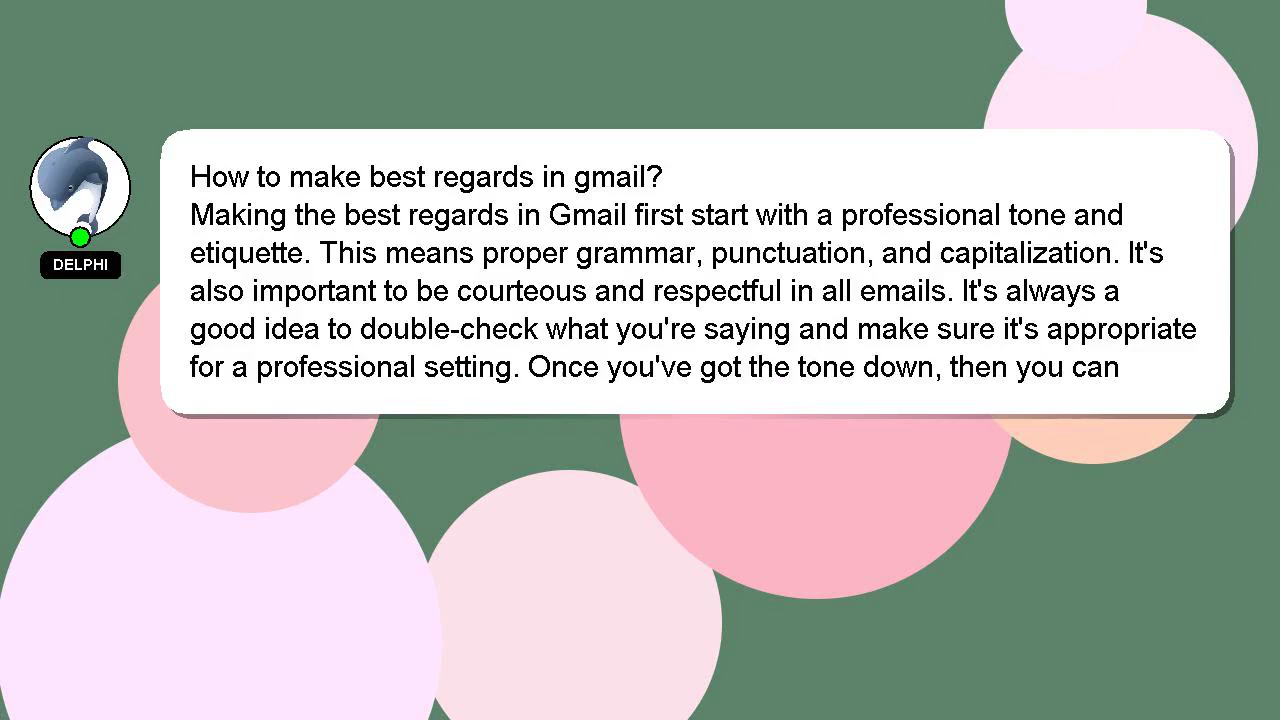 How to make best regards in gmail?
Making the best regards in Gmail first start with a professional tone and
etiquette. This means proper grammar, punctuation, and capitalization. It's
also important to be courteous and respectful in all emails. It's always a
good idea to double-check what you're saying and make sure it's appropriate
for a professional setting. Once you've got the tone down, then you can
DELPHI